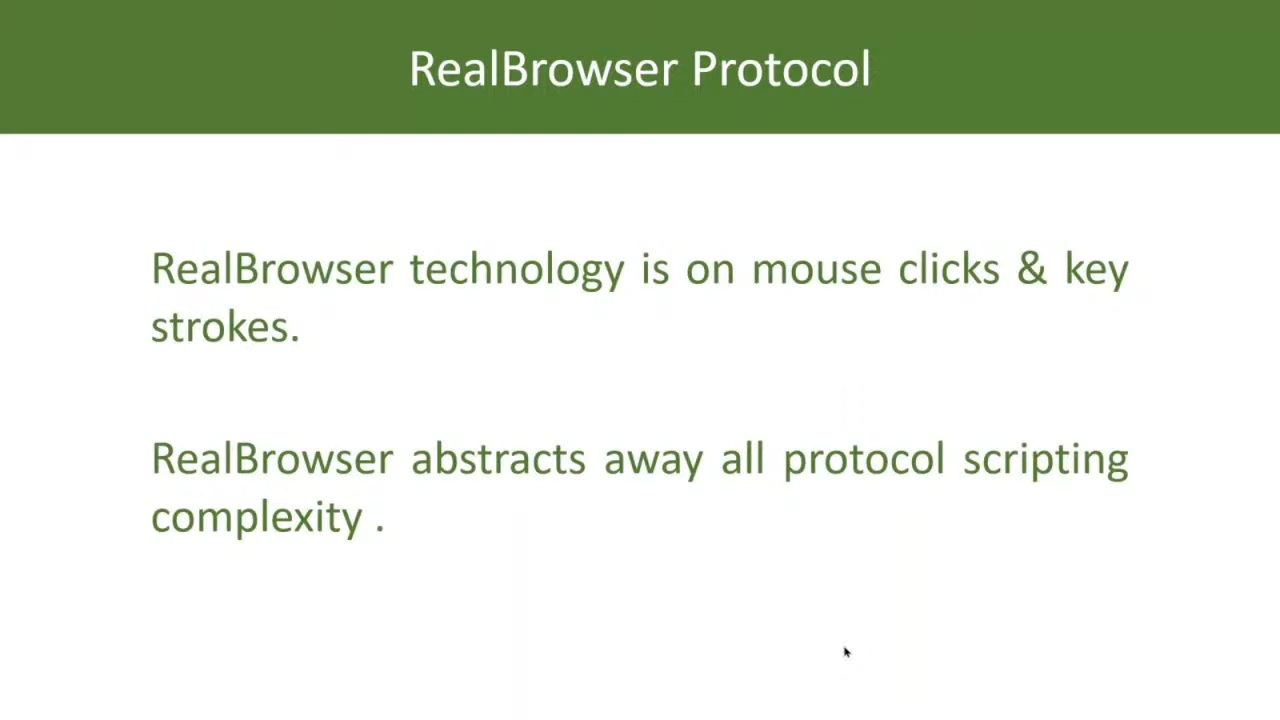 RealBrowser Protocol
RealBrowser technology is on mouse clicks & key
strokes.
RealBrowser abstracts away all protocol scripting
complexity .